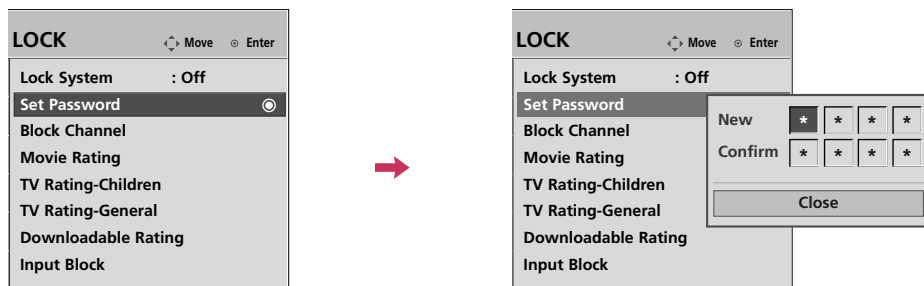 LOCK Move Enter
Lock System : Off
Set Password
Block Channel
Movie Rating
TV Rating-Children
TV Rating-General
Downloadable Rating
Input Block
LOCK Move Enter
Lock System : Off
Set Password
Block Channel
Movie Rating
TV Rating-Children
TV Rating-General
Downloadable Rating
Input Block
New * * * *
Confirm * * * *
Close